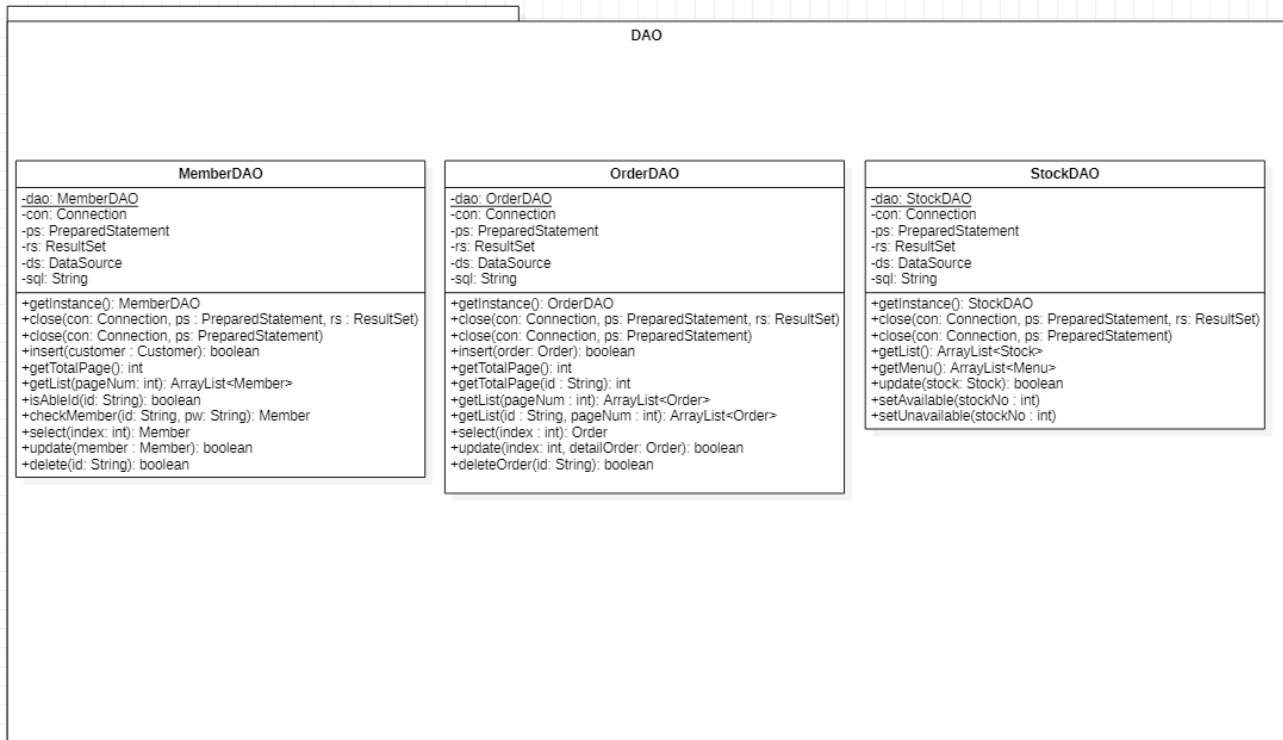 DAO
MemberDAO
-dao: MemberDAO
-con: Connection
-ps: PreparedStatement
-rs: ResultSet
-ds: DataSource
-sql: String
+getInstance(): MemberDAO
+close(con: Connection, ps : PreparedStatement, rs : ResultSet)
+close(con: Connection, ps: PreparedStatement)
+insert(customer : Customer): boolean
+getTotalPage(): int
+getList(pageNum: int): ArrayList<Member>
+isAbleId(id: String): boolean
+checkMember(id: String, pw: String): Member
+select(index: int): Member
+update(member : Member): boolean
+delete(id: String): boolean
OrderDAO
-dao: OrderDAO
-con: Connection
-ps: PreparedStatement
-rs: ResultSet
-ds: DataSource
-sql: String
+getInstance(): OrderDAO
+close(con: Connection, ps: PreparedStatement, rs: ResultSet)
+close(con: Connection, ps: PreparedStatement)
+insert(order: Order): boolean
+getTotalPage(): int
+getTotalPage(id : String): int
+getList(pageNum : int): ArrayList<Order>
+getList(id : String, pageNum : int): ArrayList<Order>
+select(index : int): Order
+update(index: int, detailOrder: Order): boolean
+deleteOrder(id: String): boolean
StockDAO
-dao: StockDAO
-con: Connection
-ps: PreparedStatement
-rs: ResultSet
-ds: DataSource
-sql: String
+getInstance(): StockDAO
+close(con: Connection, ps: PreparedStatement, rs: ResultSet)
+close(con: Connection, ps: PreparedStatement)
+getList(): ArrayList<Stock>
+getMenu(): ArrayList<Menu>
+update(stock: Stock): boolean
+setAvailable(stockNo : int)
+setUnavailable(stockNo : int)